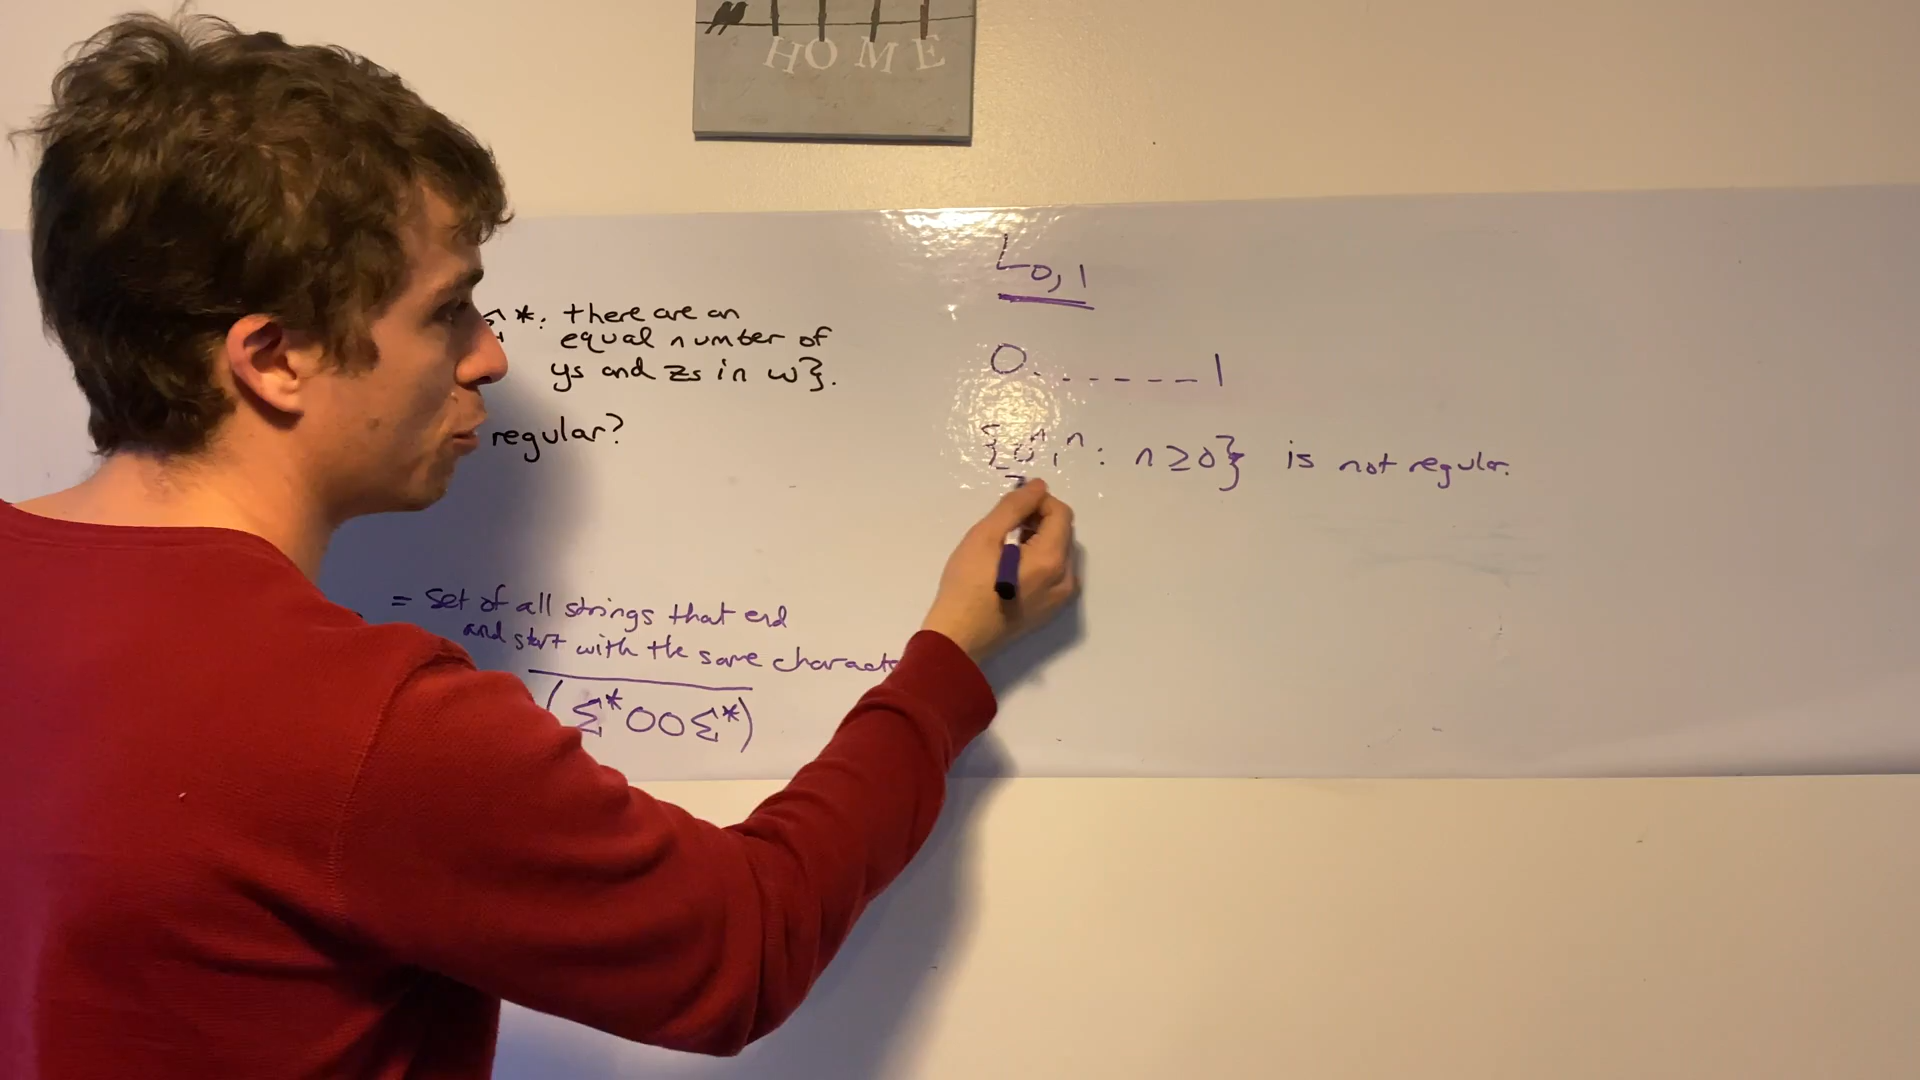 HOME
Σ*: there are an
equal number of
ys and zs in w}.
regular?
= Set of all strings that end
and start with the same characte
(Σ*00Σ*)
L0,1
0.------1
{0ⁿ1ⁿ: n≥0} is not regular.